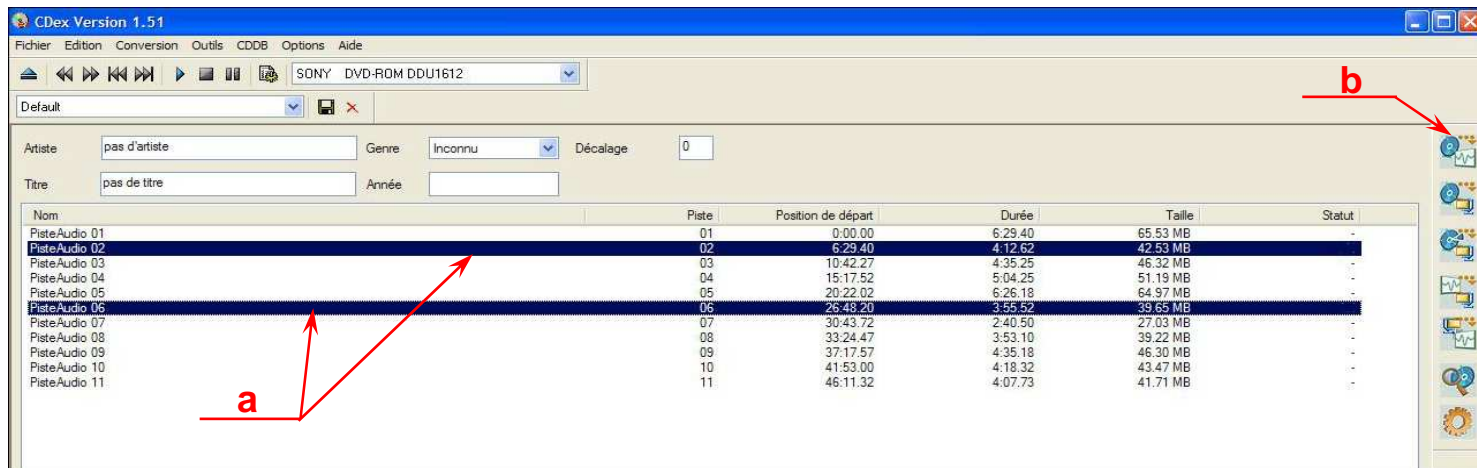 CDex Version 1.51
Fichier Edition Conversion Outils CDDB Options Aide
SONY DVD-ROM DDU1612
b
Default
Artiste pas d'artiste Genre Inconnu Décalage 0
Titre pas de titre Année
Nom Piste Position de départ Durée Taille Statut
PisteAudio 01 01 0:00.00 6:29.40 65.53 MB -
PisteAudio 02 02 6:29.40 4:12.62 42.53 MB -
PisteAudio 03 03 10:42.27 4:35.25 46.32 MB -
PisteAudio 04 04 15:17.52 5:04.25 51.19 MB -
PisteAudio 05 05 20:22.02 6:26.18 64.97 MB -
PisteAudio 06 06 26:48.20 3:55.52 39.65 MB -
PisteAudio 07 07 30:43.72 2:40.50 27.03 MB -
PisteAudio 08 08 33:24.47 3:53.10 39.22 MB -
PisteAudio 09 09 37:17.57 4:35.18 46.30 MB -
PisteAudio 10 10 41:53.00 4:18.32 43.47 MB -
PisteAudio 11 11 46:11.32 4:07.73 41.71 MB -
a